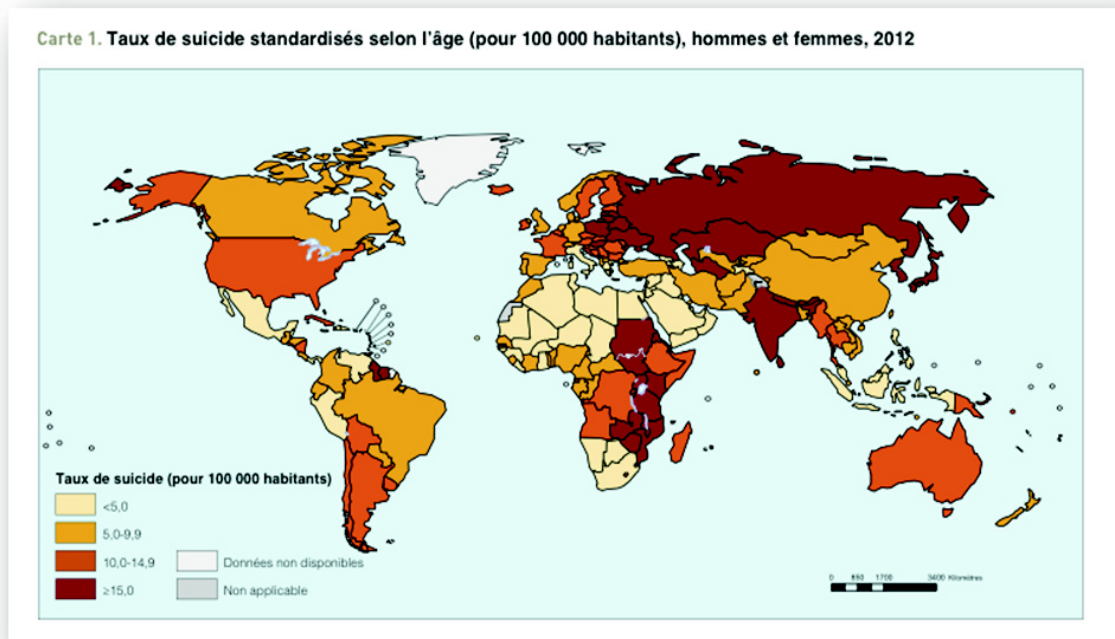 Carte 1. Taux de suicide standardisés selon l'âge (pour 100 000 habitants), hommes et femmes, 2012
Taux de suicide (pour 100 000 habitants)
<5,0
5,0-9,9
10,0-14,9
≥15,0
Données non disponibles
Non applicable
0 850 1700 3400 Kilomètres